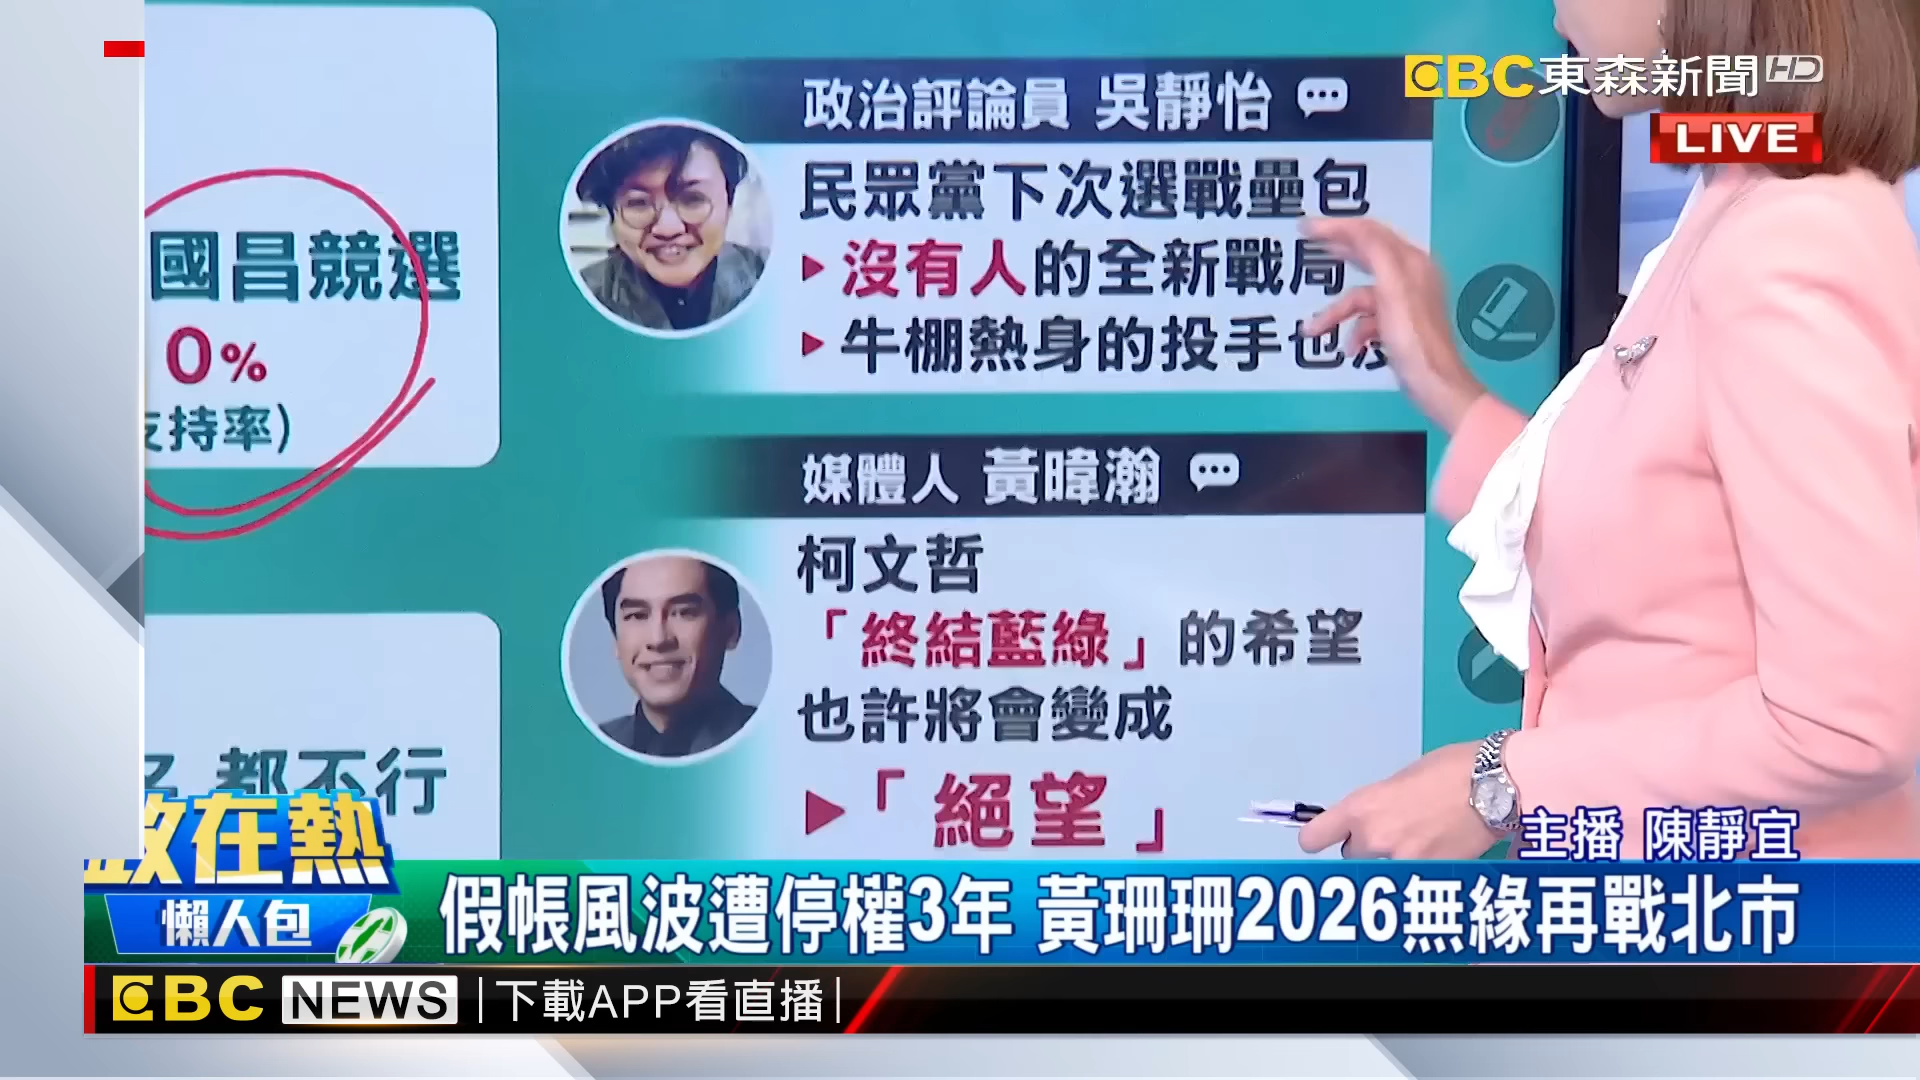 EBC東森新聞HD
LIVE
國昌競選
0%
支持率)
都不行
政治評論員 吳靜怡
民眾黨下次選戰壘包
沒有人的全新戰局
牛棚熱身的投手也沒
媒體人 黃暐瀚
柯文哲
「終結藍綠」的希望
也許將會變成
「絕望」
主播 陳靜宜
政在熱
懶人包
假帳風波遭停權3年 黃珊珊2026無緣再戰北市
EBC NEWS 下載APP看直播